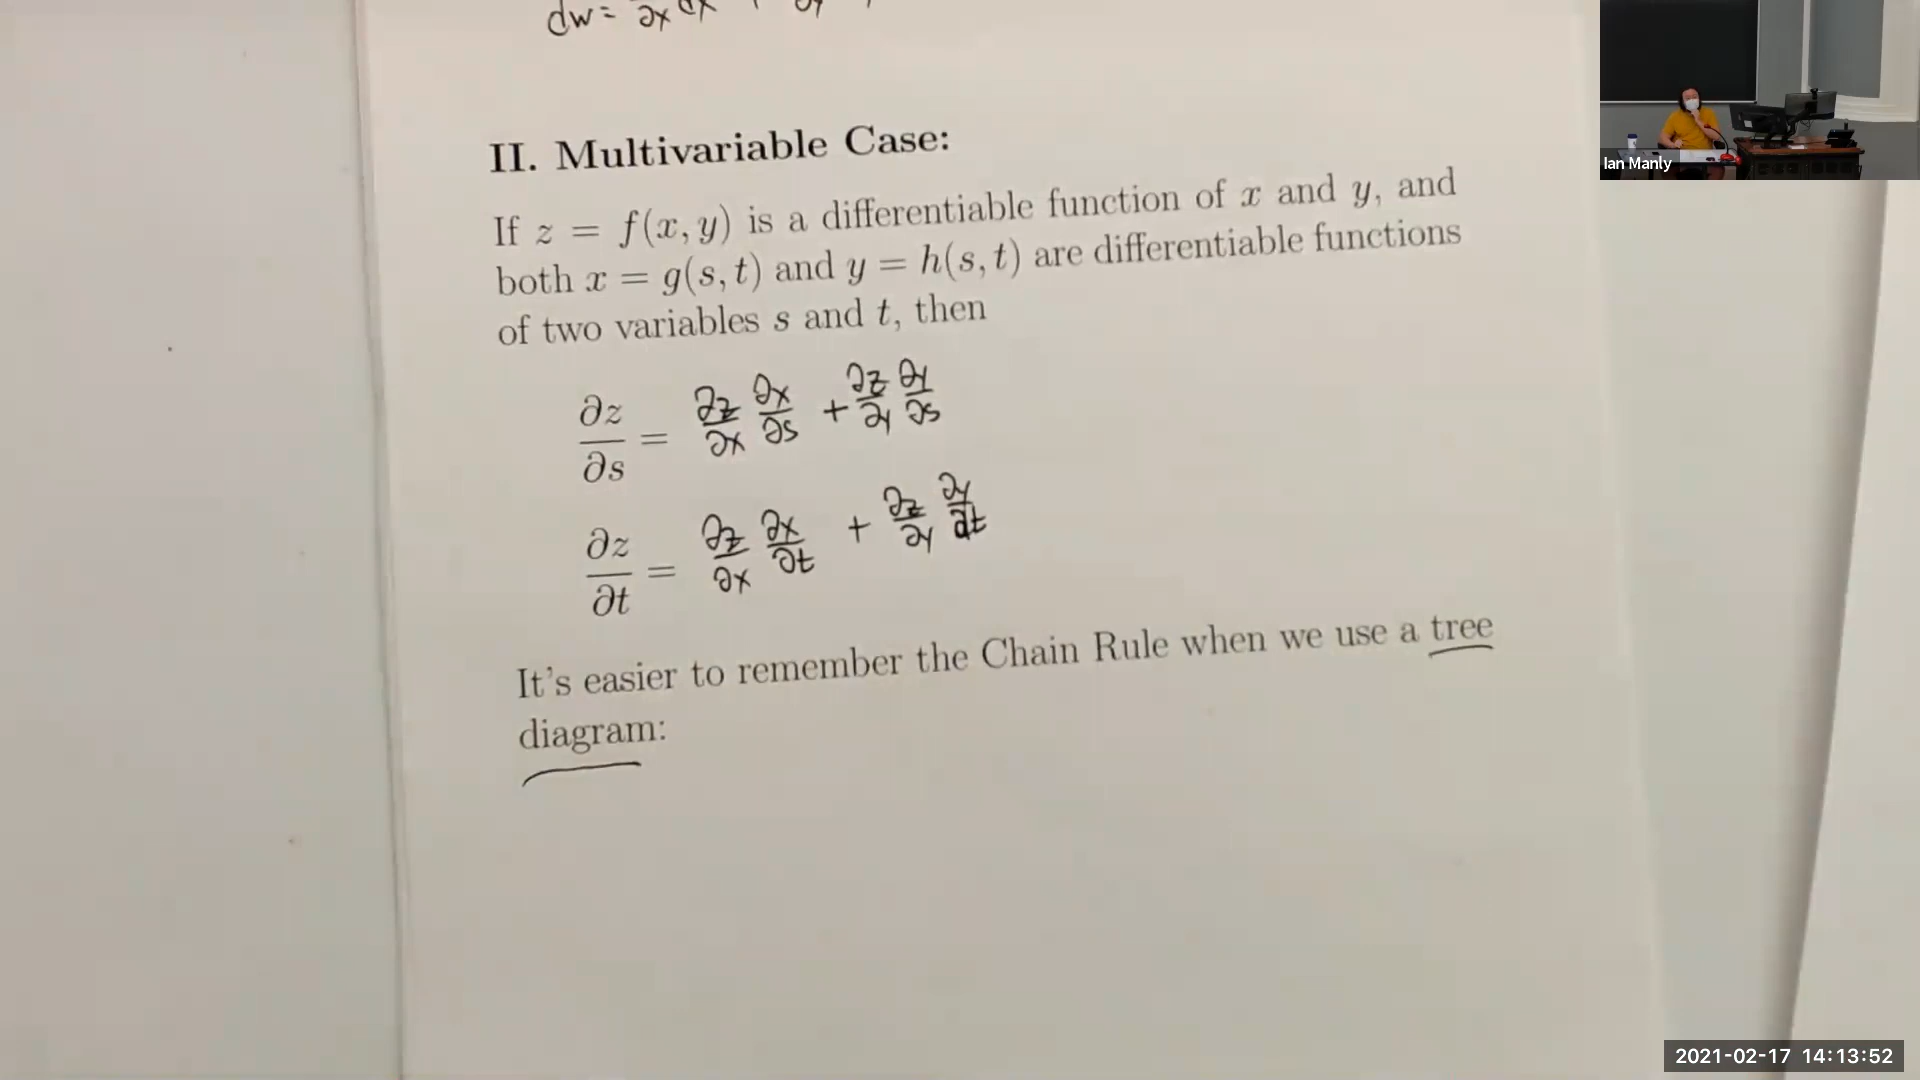 dw = ∂x dx
II. Multivariable Case:
If z = f(x, y) is a differentiable function of x and y, and
both x = g(s, t) and y = h(s, t) are differentiable functions
of two variables s and t, then
∂z/∂s = ∂z/∂x ∂x/∂s + ∂z/∂y ∂y/∂s
∂z/∂t = ∂z/∂x ∂x/∂t + ∂z/∂y ∂y/∂t
It's easier to remember the Chain Rule when we use a tree
diagram:
Ian Manly
2021-02-17 14:13:52